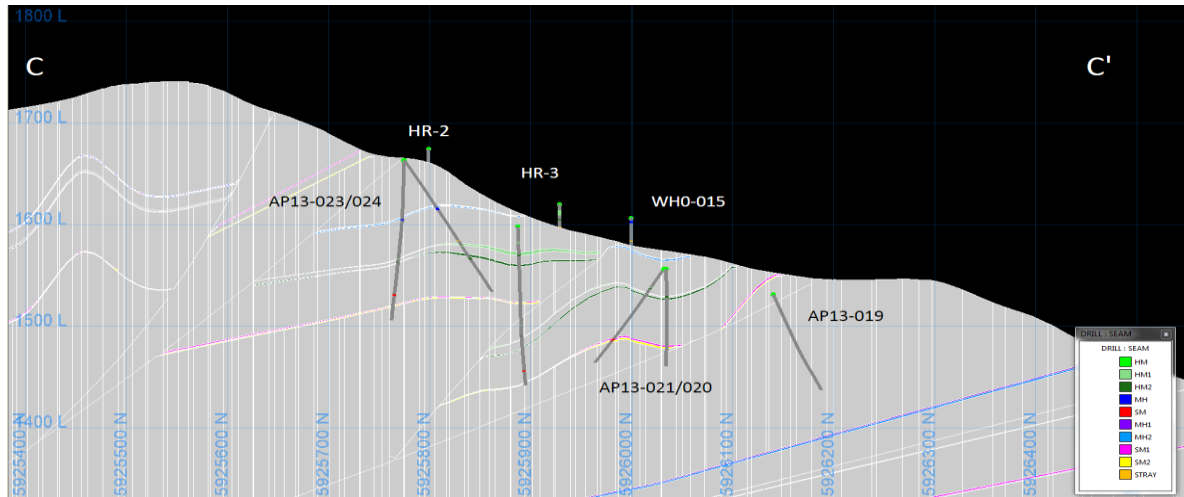 1800 L
C
C'
1700 L
HR-2
HR-3
AP13-023/024
WH0-015
1600 L
1500 L
AP13-019
AP13-021/020
1400 L
5925400 N
5925500 N
5925600 N
5925700 N
5925800 N
5925900 N
5926000 N
5926100 N
5926200 N
5926300 N
5926400 N
DRILL : SEAM
DRILL : SEAM
HM
HM1
HM2
MH
SM
MH1
MH2
SM1
SM2
STRAY